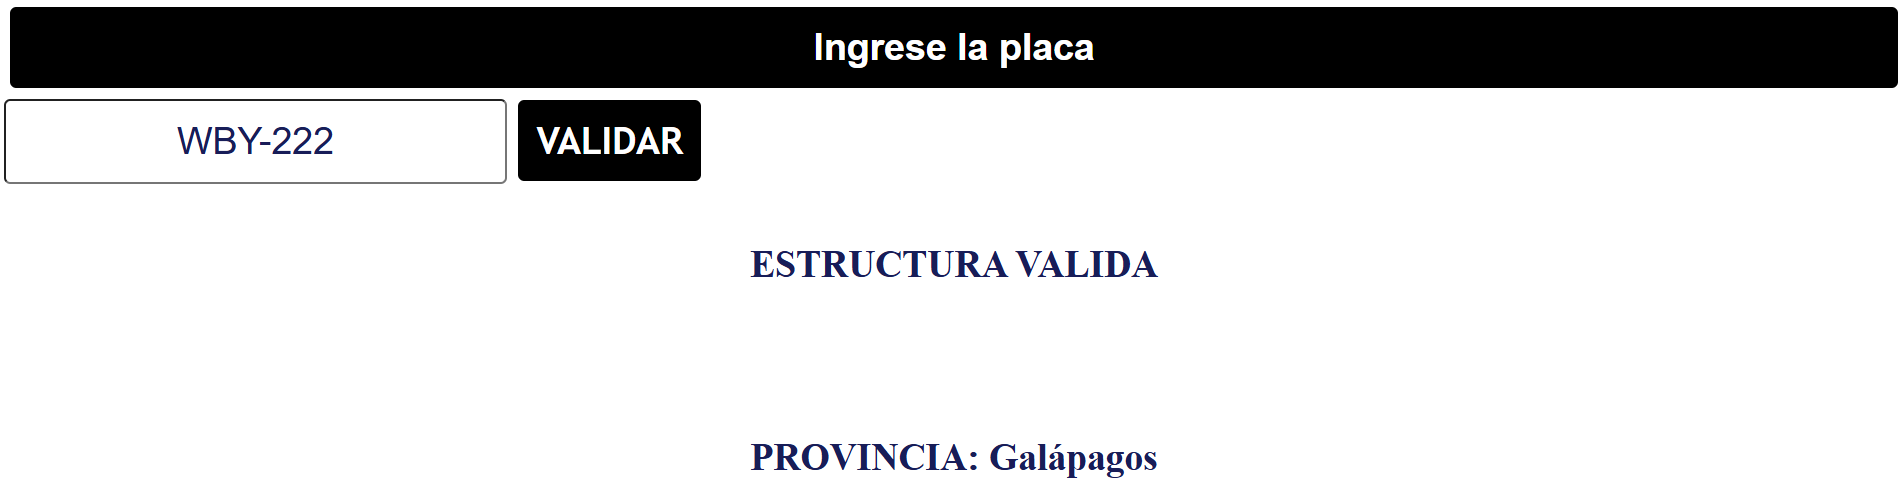 Ingrese la placa
WBY-222 VALIDAR
ESTRUCTURA VALIDA
PROVINCIA: Galápagos